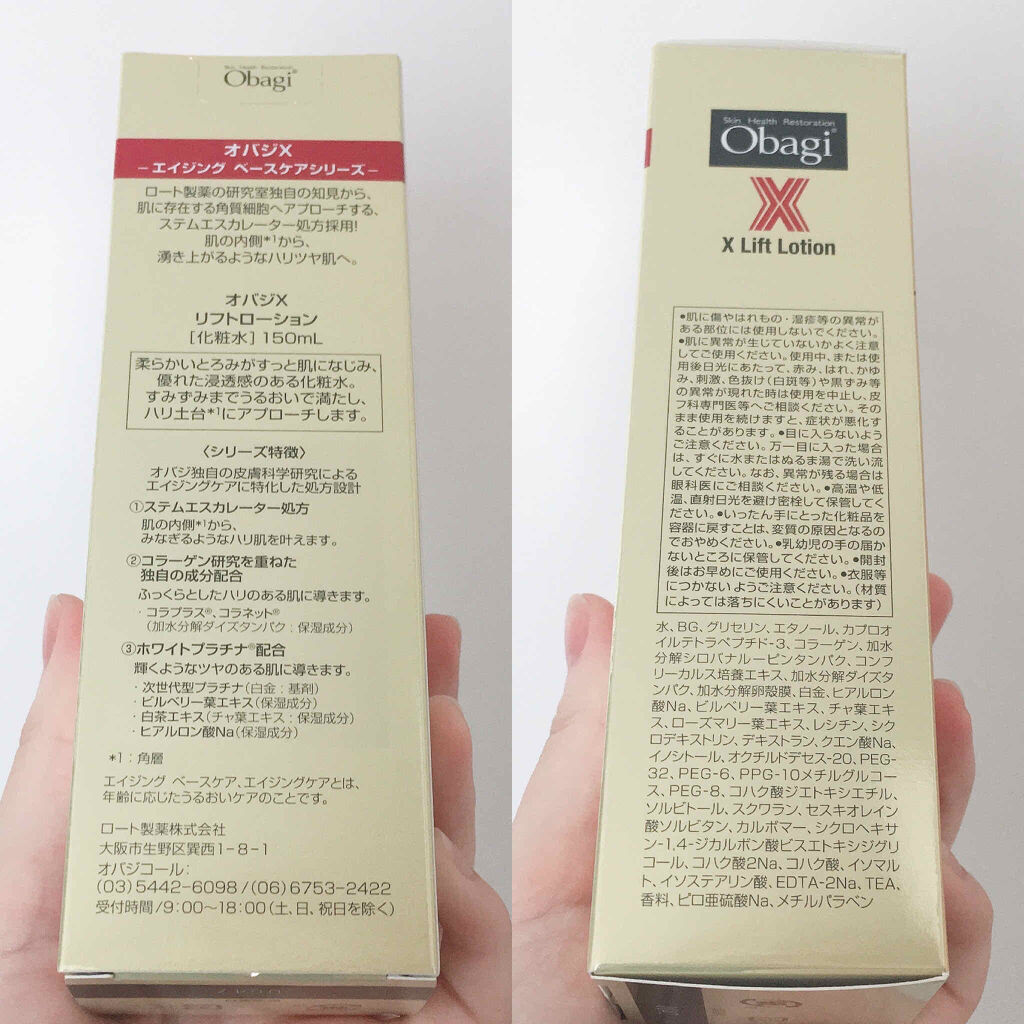 Skin Health Restoration
Obagi®
オバジX
−エイジング ベースケアシリーズ−
ロート製薬の研究室独自の知見から、
肌に存在する角質細胞へアプローチする、
ステムエスカレーター処方採用!
肌の内側*1から、
湧き上がるようなハリツヤ肌へ。
オバジX
リフトローション
[化粧水] 150mL
柔らかいとろみがすっと肌になじみ、
優れた浸透感のある化粧水。
すみずみまでうるおいで満たし、
ハリ土台*1にアプローチします。
〈シリーズ特徴〉
オバジ独自の皮膚科学研究による
エイジングケアに特化した処方設計
①ステムエスカレーター処方
肌の内側*1から、
みなぎるようなハリ肌を叶えます。
②コラーゲン研究を重ねた
独自の成分配合
ふっくらとしたハリのある肌に導きます。
・コラプラス®、コラネット®
(加水分解ダイズタンパク:保湿成分)
③ホワイトプラチナ®配合
輝くようなツヤのある肌に導きます。
・次世代型プラチナ(白金:基剤)
・ビルベリー葉エキス(保湿成分)
・白茶エキス(チャ葉エキス:保湿成分)
・ヒアルロン酸Na(保湿成分)
*1:角層
エイジング ベースケア、エイジングケアとは、
年齢に応じたうるおいケアのことです。
ロート製薬株式会社
大阪市生野区巽西1-8-1
オバジコール:
(03)5442-6098/(06)6753-2422
受付時間/9:00〜18:00(土、日、祝日を除く)
Skin Health Restoration
Obagi®
X
X Lift Lotion
●肌に傷やはれもの・湿疹等の異常が
ある部位には使用しないでください。
●肌に異常が生じていないかよく注意
してご使用ください。使用中、または使
用後日光にあたって、赤み、はれ、かゆ
み、刺激、色抜け(白斑等)や黒ずみ等
の異常が現れた時は使用を中止し、皮
フ科専門医等へご相談ください。その
まま使用を続けますと、症状が悪化す
ることがあります。●目に入らないよう
ご注意ください。万一目に入った場合
は、すぐに水またはぬるま湯で洗い流
してください。なお、異常が残る場合は
眼科医にご相談ください。●高温や低
温、直射日光を避け密栓して保管してく
ださい。●いったん手にとった化粧品を
容器に戻すことは、変質の原因となるの
でおやめください。●乳幼児の手の届か
ないところに保管してください。●開封
後はお早めにご使用ください。●衣服等
につかないようご注意ください。(材質
によっては落ちにくいことがあります)
水、BG、グリセリン、エタノール、カプロオ
イルテトラペプチド-3、コラーゲン、加水
分解シロバナルーピンタンパク、コンフ
リーカルス培養エキス、加水分解ダイズタ
ンパク、加水分解卵殻膜、白金、ヒアルロン
酸Na、ビルベリー葉エキス、チャ葉エキ
ス、ローズマリー葉エキス、レシチン、シク
ロデキストリン、デキストラン、クエン酸Na、
イノシトール、オクチルドデセス-20、PEG-
32、PEG-6、PPG-10メチルグルコー
ス、PEG-8、コハク酸ジエトキシエチル、
ソルビトール、スクワラン、セスキオレイン
酸ソルビタン、カルボマー、シクロヘキサ
ン-1,4-ジカルボン酸ビスエトキシジグリ
コール、コハク酸2Na、コハク酸、イソマル
ト、イソステアリン酸、EDTA-2Na、TEA、
香料、ピロ亜硫酸Na、メチルパラベン